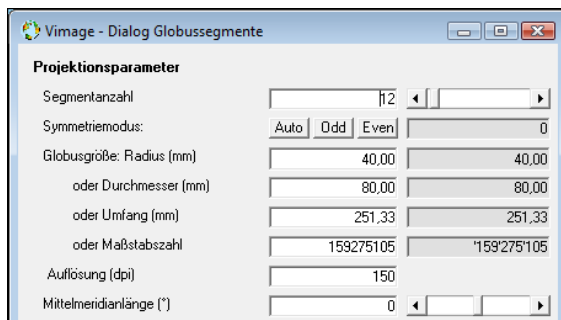 Vimage - Dialog Globussegmente
Projektionsparameter
Segmentanzahl 12
Symmetriemodus: Auto Odd Even 0
Globusgröße: Radius (mm) 40,00 40,00
oder Durchmesser (mm) 80,00 80,00
oder Umfang (mm) 251,33 251,33
oder Maßstabszahl 159275105 '159'275'105
Auflösung (dpi) 150
Mittelmeridianlänge (°) 0